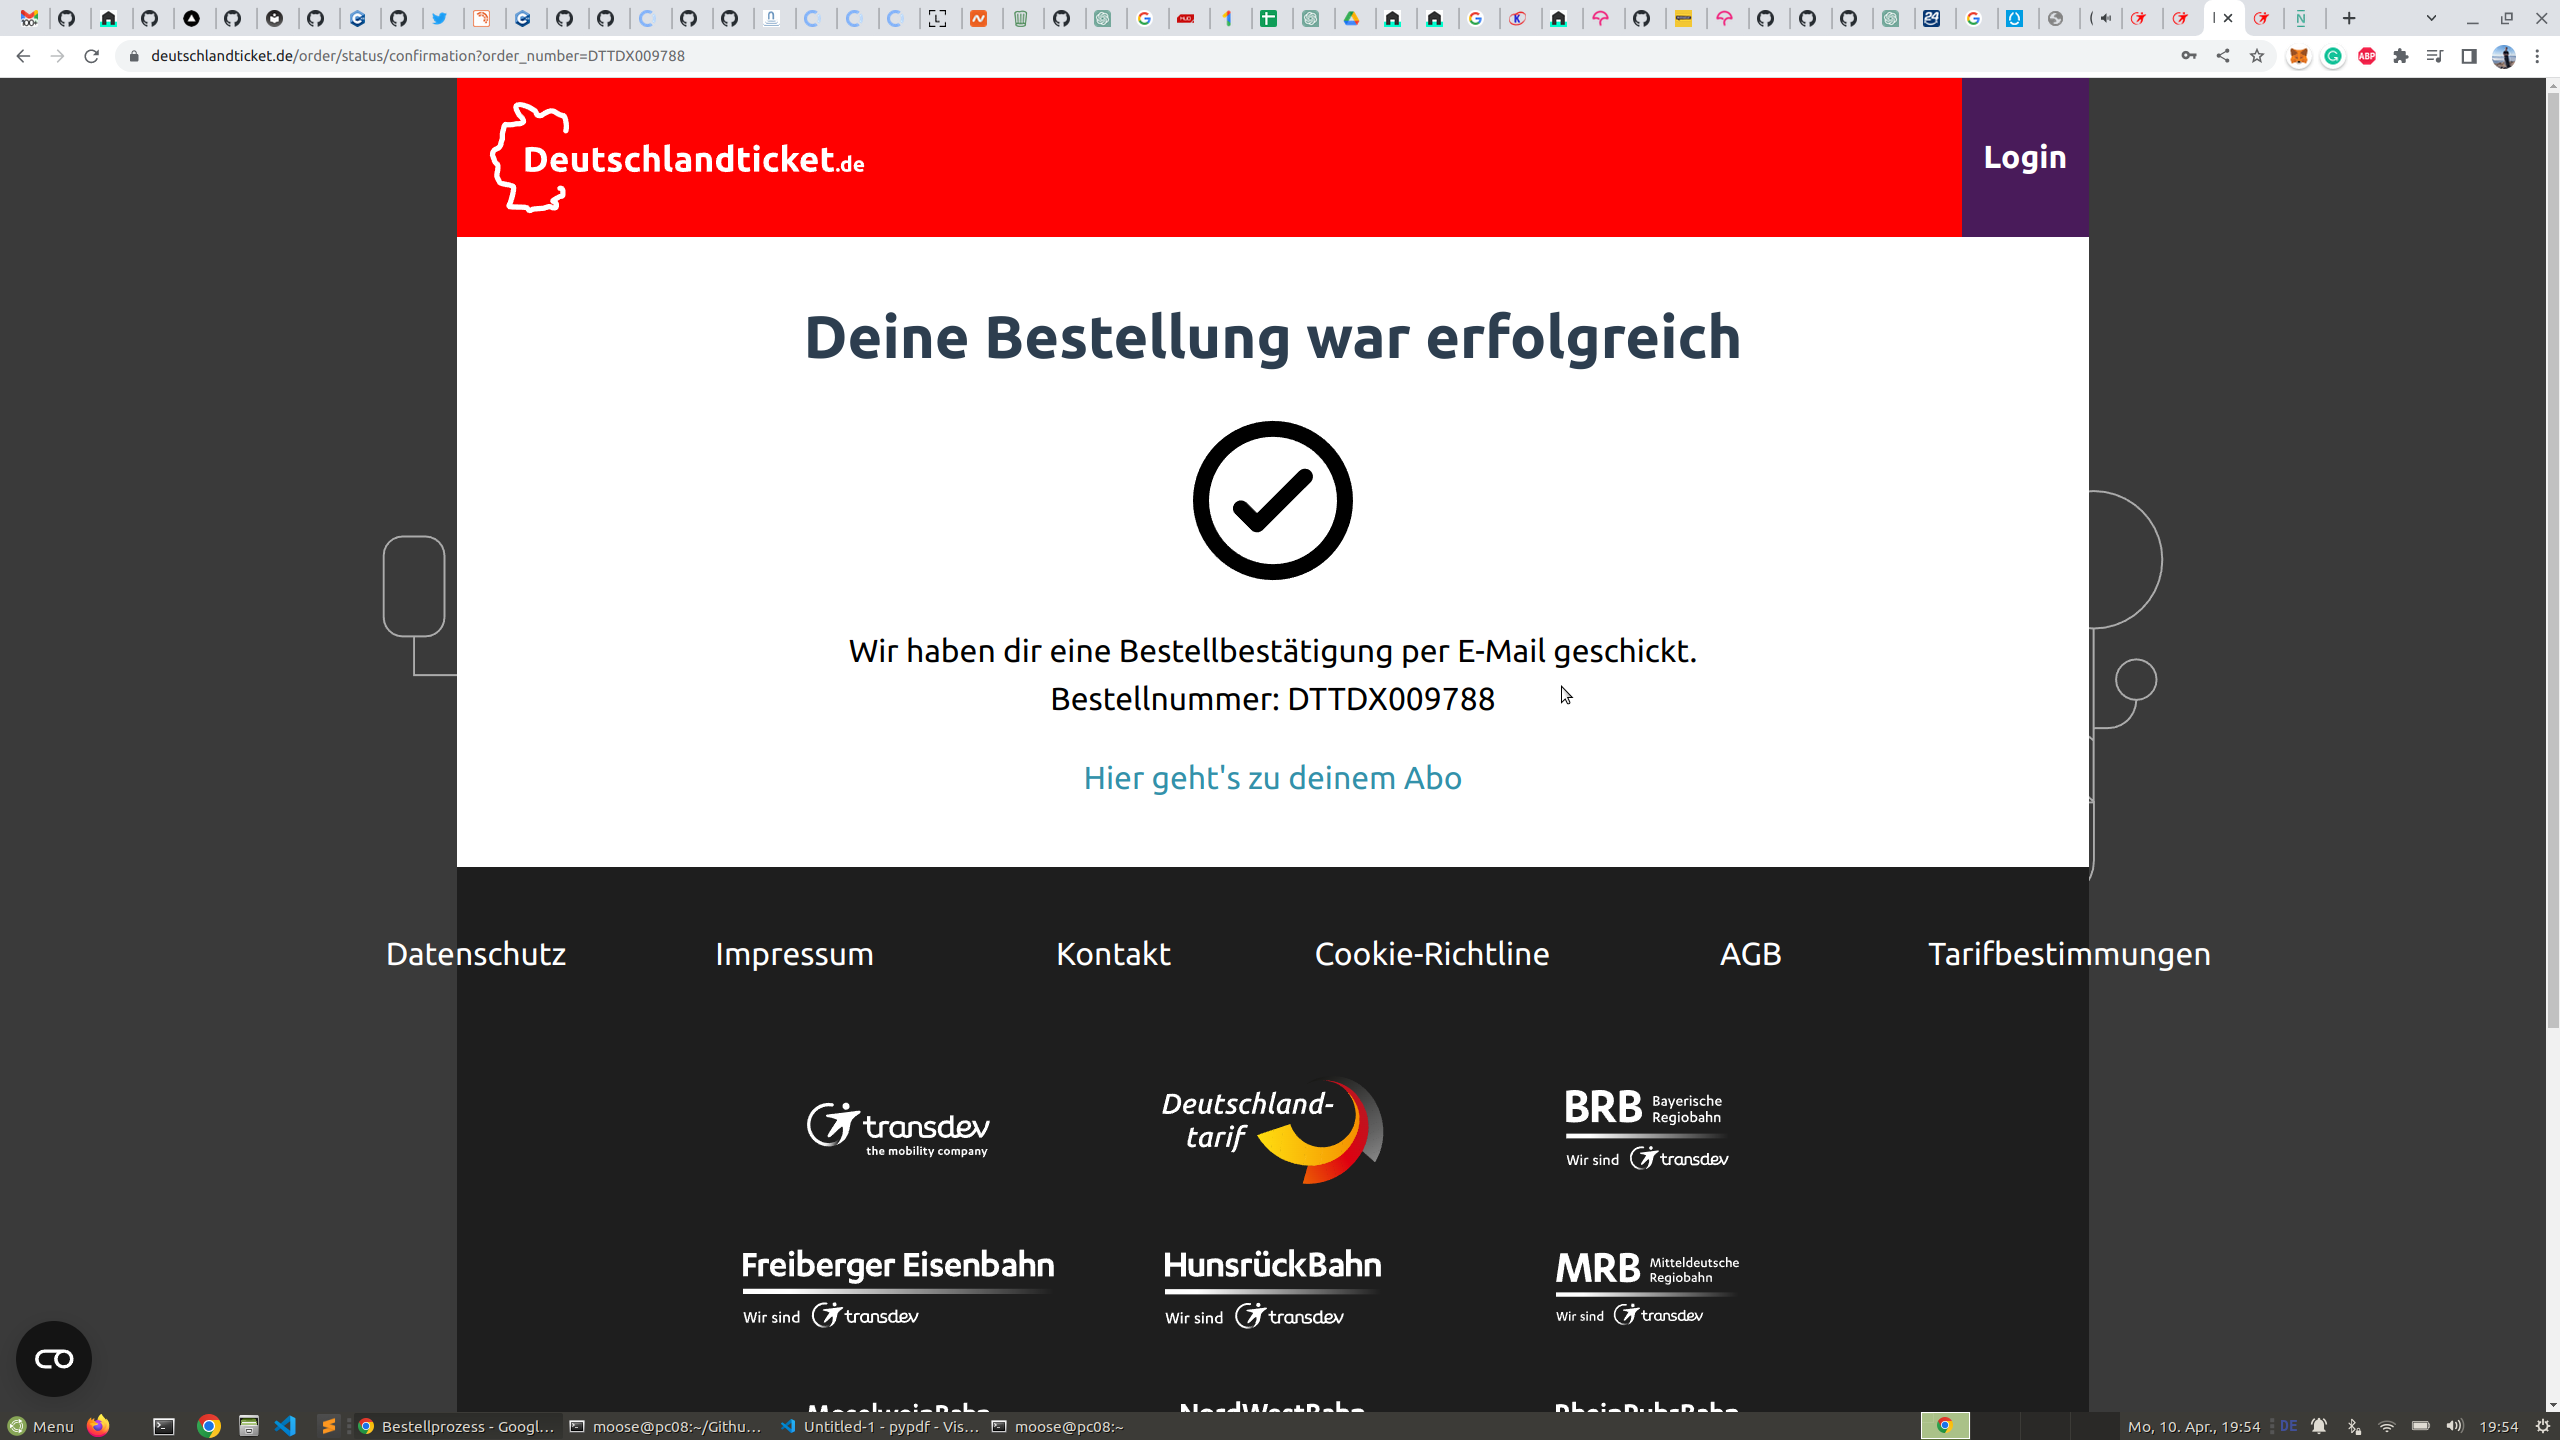 deutschlandticket.de/order/status/confirmation?order_number=DTTDX009788
ABP
Deutschlandticket.de
Login
Deine Bestellung war erfolgreich
Wir haben dir eine Bestellbestätigung per E-Mail geschickt.
Bestellnummer: DTTDX009788
Hier geht's zu deinem Abo
Datenschutz
Impressum
Kontakt
Cookie-Richtline
AGB
Tarifbestimmungen
transdev
the mobility company
Deutschland-
tarif
BRB Bayerische
Regiobahn
Wir sind transdev
Freiberger Eisenbahn
Wir sind transdev
HunsrückBahn
Wir sind transdev
MRB Mitteldeutsche
Regiobahn
Wir sind transdev
MoselweinBahn
NordWestBahn
RheinRuhrBahn
Menu
Bestellprozess - Googl...
moose@pc08:~/Githu...
Untitled-1 - pypdf - Vis...
moose@pc08:~
Mo, 10. Apr., 19:54
DE
19:54